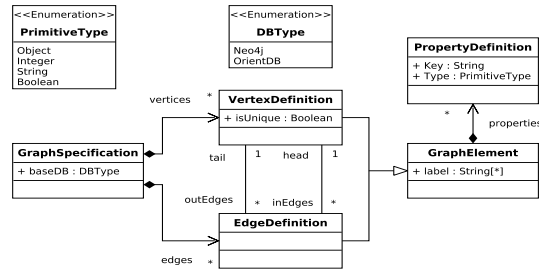 <<Enumeration>>
PrimitiveType
Object
Integer
String
Boolean
<<Enumeration>>
DBType
Neo4j
OrientDB
PropertyDefinition
+ Key : String
+ Type : PrimitiveType
vertices
*
VertexDefinition
+ isUnique : Boolean
*
properties
GraphSpecification
+ baseDB : DBType
tail
1
head
1
GraphElement
+ label : String[*]
outEdges
*
inEdges
*
EdgeDefinition
edges
*